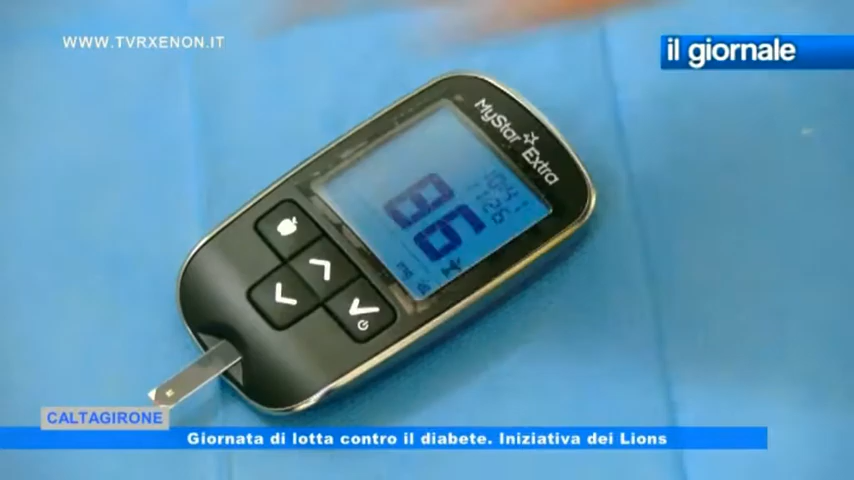 WWW.TVRXENON.IT
il giornale
MyStar Extra
86
CALTAGIRONE
Giornata di lotta contro il diabete. Iniziativa dei Lions